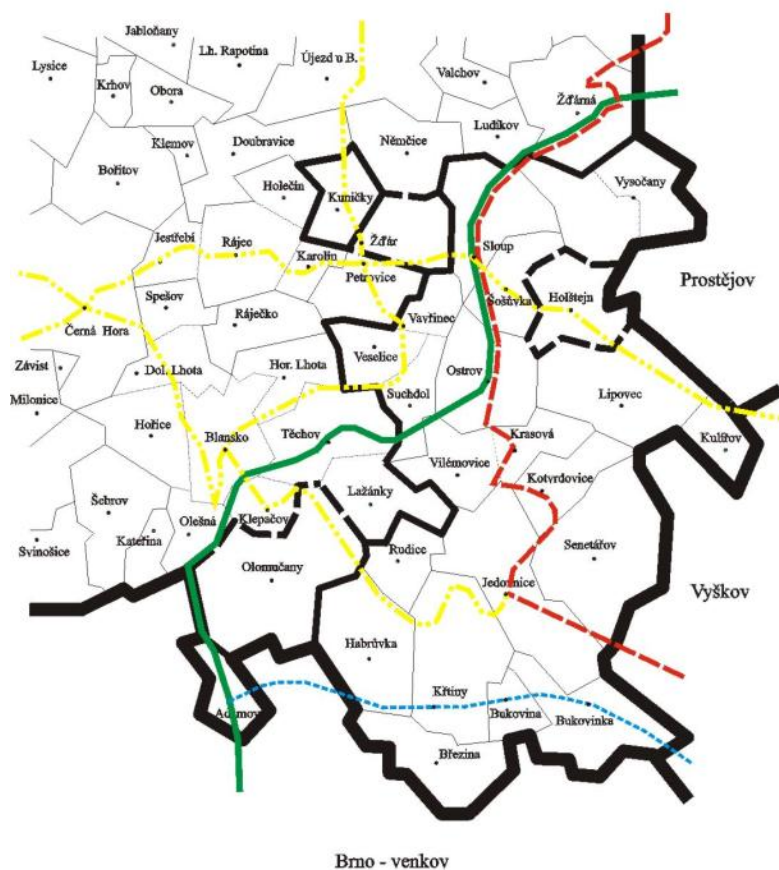 Jabloňany
Lh. Rapotina
Újezd u B.
Lysice
Krhov
Obora
Valchov
Žďárná
Klemov
Doubravice
Němčice
Ludíkov
Bořitov
Holečín
Kuničky
Vysočany
Jestřebí
Rájec
Karolín
Žďár
Petrovice
Sloup
Prostějov
Spešov
Šošůvka
Holštejn
Černá Hora
Ráječko
Vavřinec
Závist
Dol. Lhota
Hor. Lhota
Veselice
Ostrov
Milonice
Suchdol
Lipovec
Hořice
Blansko
Těchov
Krasová
Kulířov
Vilémovice
Kotvrdovice
Šebrov
Lažánky
Klepačov
Olešná
Kateřina
Svinošice
Rudice
Senetářov
Olomučany
Jedovnice
Vyškov
Habrůvka
Křtiny
Adamov
Bukovina
Bukovinka
Březina
Brno - venkov